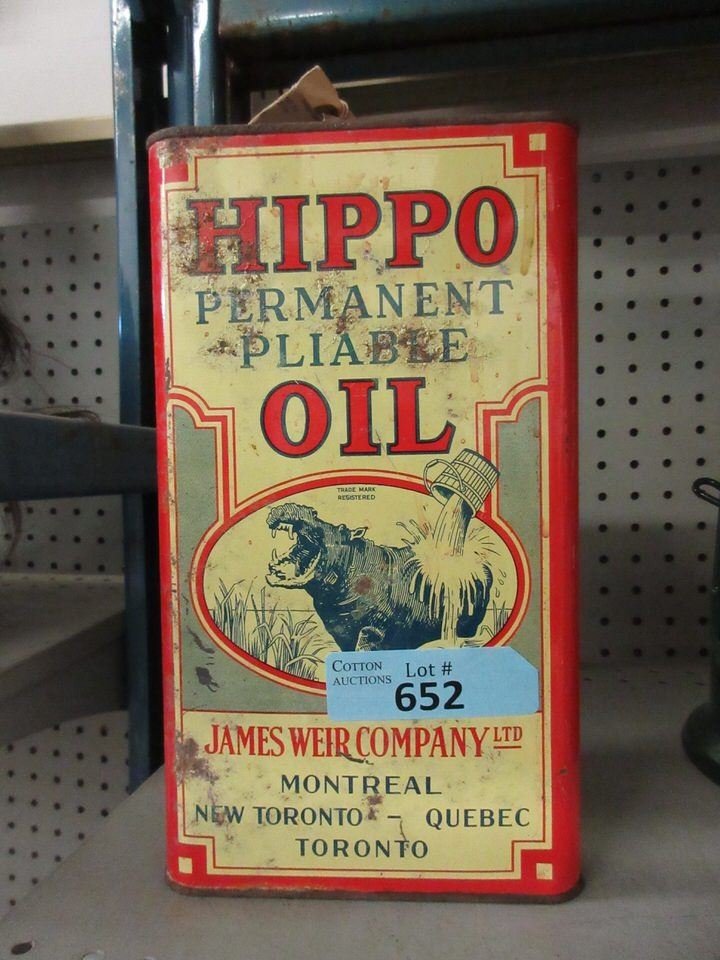 HIPPO
PERMANENT
PLIABLE
OIL
TRADE MARK
REGISTERED
COTTON
AUCTIONS
Lot #
652
JAMES WEIR COMPANY LTD
MONTREAL
NEW TORONTO - QUEBEC
TORONTO